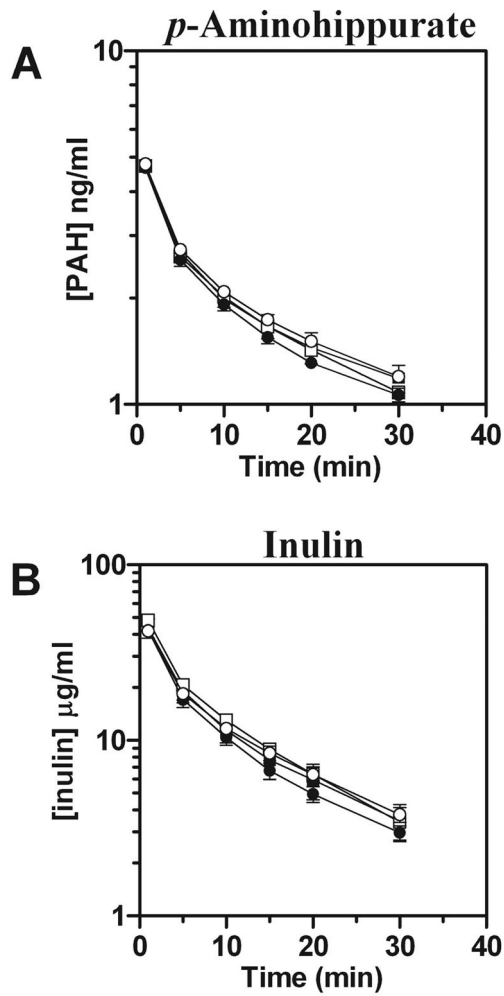 p-Aminohippurate
A
10
[PAH] ng/ml
1
0 10 20 30 40
Time (min)
Inulin
B
100
[inulin] µg/ml
10
1
0 10 20 30 40
Time (min)